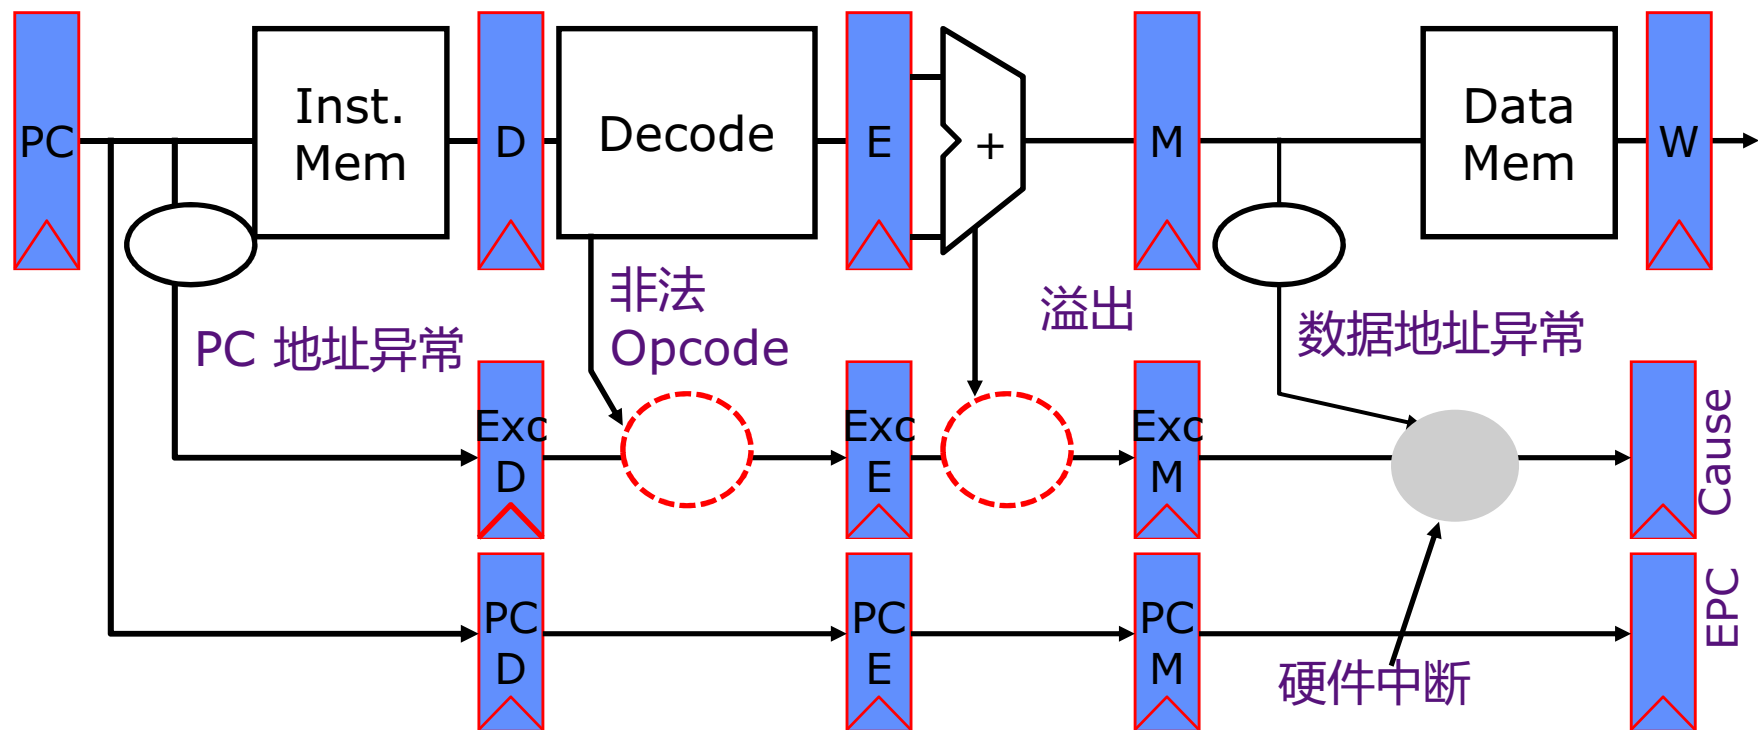 PC
Inst.
Mem
D
Decode
E
+
M
Data
Mem
W
PC 地址异常
非法
Opcode
溢出
数据地址异常
Exc
D
Exc
E
Exc
M
Cause
PC
D
PC
E
PC
M
EPC
硬件中断